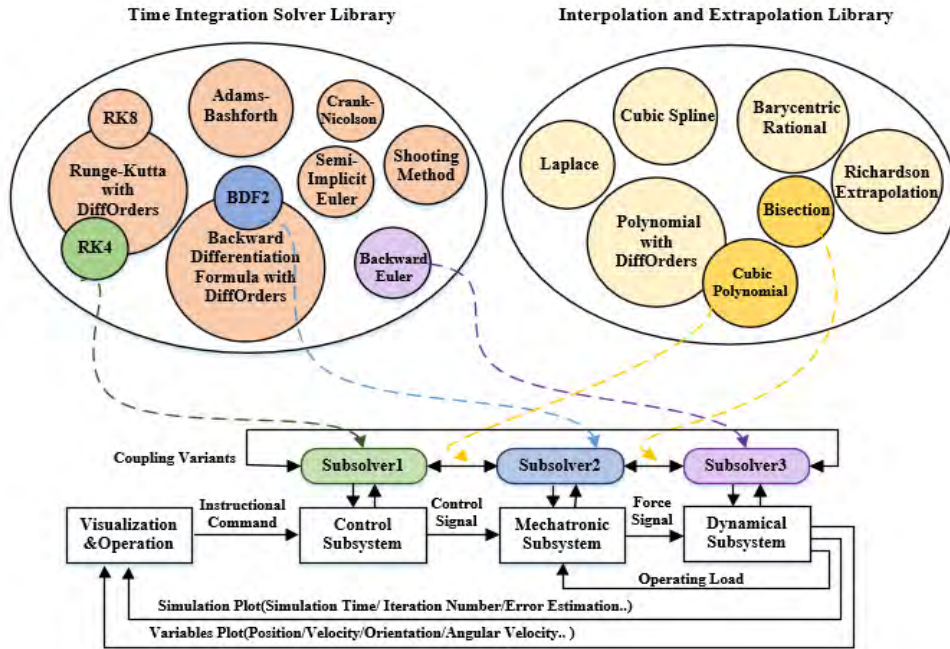 Time Integration Solver Library
Interpolation and Extrapolation Library
RK8
Adams-
Bashforth
Crank-
Nicolson
Runge-Kutta
with
DiffOrders
RK4
BDF2
Semi-
Implicit
Euler
Shooting
Method
Backward
Differentiation
Formula with
DiffOrders
Backward
Euler
Laplace
Cubic Spline
Barycentric
Rational
Richardson
Extrapolation
Polynomial
with
DiffOrders
Bisection
Cubic
Polynomial
Coupling Variants
Subsolver1
Subsolver2
Subsolver3
Visualization
&Operation
Instructional
Command
Control
Subsystem
Control
Signal
Mechatronic
Subsystem
Force
Signal
Dynamical
Subsystem
Operating Load
Simulation Plot(Simulation Time/ Iteration Number/Error Estimation..)
Variables Plot(Position/Velocity/Orientation/Angular Velocity.. )